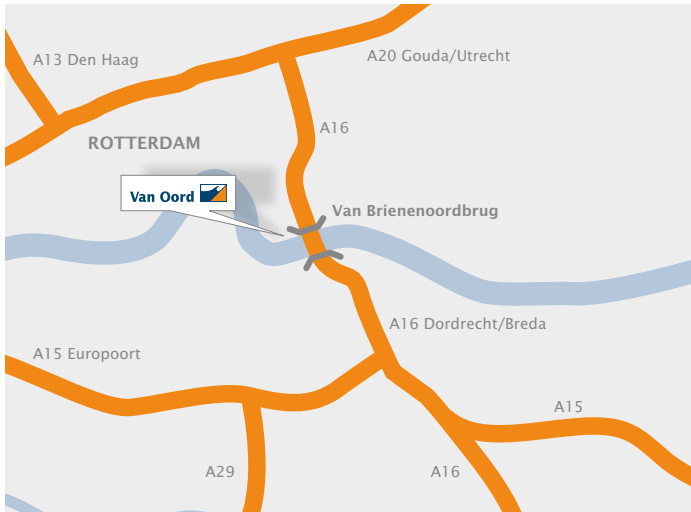 A13 Den Haag
A20 Gouda/Utrecht
A16
ROTTERDAM
Van Oord
Van Brienenoordbrug
A16 Dordrecht/Breda
A15 Europoort
A15
A29
A16